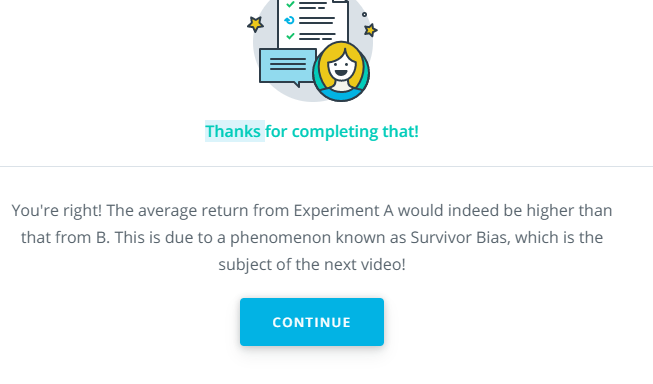 Thanks for completing that!
You're right! The average return from Experiment A would indeed be higher than
that from B. This is due to a phenomenon known as Survivor Bias, which is the
subject of the next video!
CONTINUE